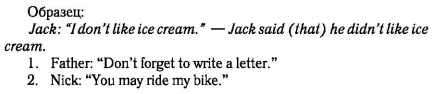 Образец:
Jack: “I don’t like ice cream.” — Jack said (that) he didn’t like ice
cream.
1. Father: “Don’t forget to write a letter.”
2. Nick: “You may ride my bike.”